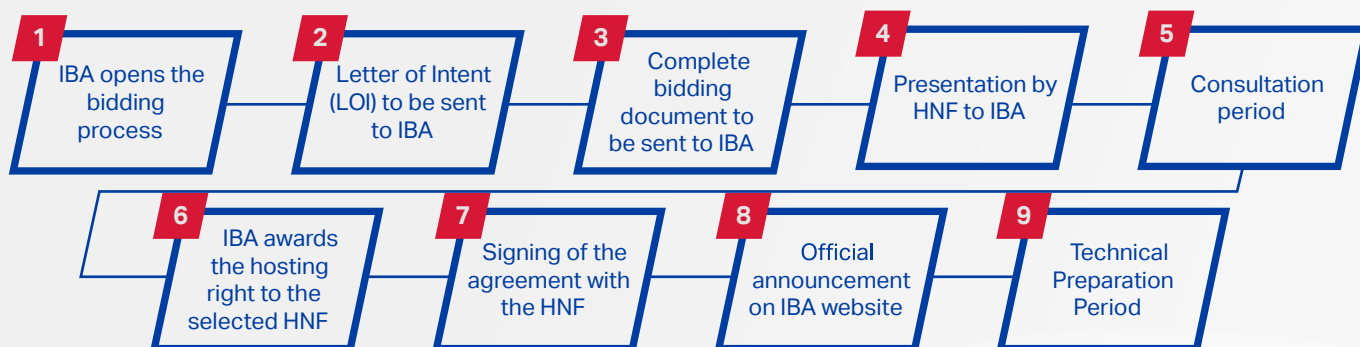 1
IBA opens the
bidding
process
2
Letter of Intent
(LOI) to be sent
to IBA
3
Complete
bidding
document to
be sent to IBA
4
Presentation by
HNF to IBA
5
Consultation
period
6
IBA awards
the hosting
right to the
selected HNF
7
Signing of the
agreement with
the HNF
8
Official
announcement
on IBA website
9
Technical
Preparation
Period